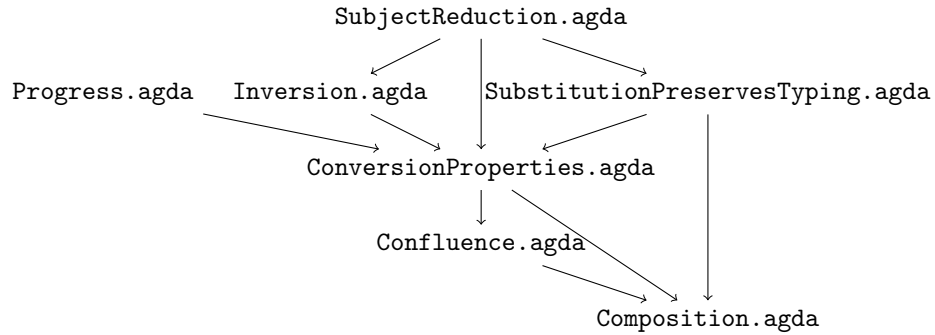 SubjectReduction.agda
Progress.agda Inversion.agda SubstitutionPreservesTyping.agda
ConversionProperties.agda
Confluence.agda
Composition.agda